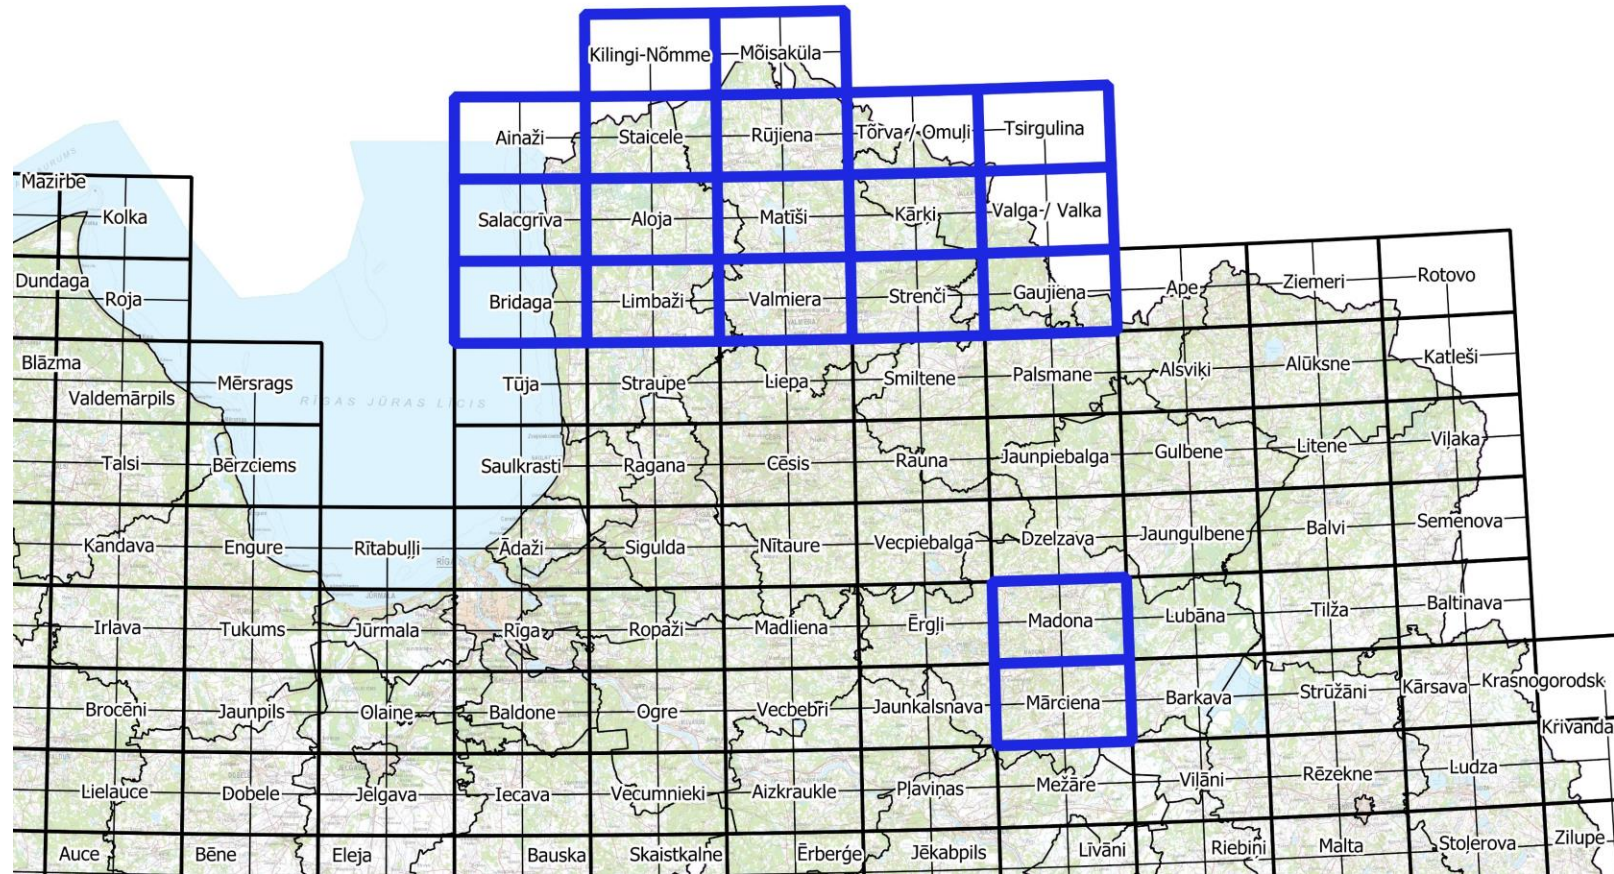 Kilingi-Nõmme
Mõisaküla
Ainaži
Staicele
Rūjiena
Tõrva / Omuļi
Tsirgulina
Mazirbe
Kolka
Salacgrīva
Aloja
Matīši
Kārķi
Valga / Valka
Dundaga
Roja
Bridaga
Limbaži
Valmiera
Strenči
Gaujiena
Ape
Ziemeri
Rotovo
Blāzma
Valdemārpils
Mērsrags
RĪGAS JŪRAS LĪCIS
Tūja
Straupe
Liepa
Smiltene
Palsmane
Alsviķi
Alūksne
Katleši
Talsi
Bērzciems
Saulkrasti
Ragana
Cēsis
Rauna
Jaunpiebalga
Gulbene
Litene
Viļaka
Kandava
Engure
Rītabuļļi
Ādaži
Sigulda
Nītaure
Vecpiebalga
Dzelzava
Jaungulbene
Balvi
Semenova
Irlava
Tukums
Jūrmala
Rīga
Ropaži
Madliena
Ērgļi
Madona
Lubāna
Tilža
Baltinava
Brocēni
Jaunpils
Olaine
Baldone
Ogre
Vecbebri
Jaunkalsnava
Mārciena
Barkava
Strūžāni
Kārsava
Krasnogorodsk
Krivanda
Lielauce
Dobele
Jelgava
Iecava
Vecumnieki
Aizkraukle
Pļaviņas
Mežāre
Viļāni
Rēzekne
Ludza
Auce
Bēne
Eleja
Bauska
Skaistkalne
Ērberģe
Jēkabpils
Līvāni
Riebiņi
Malta
Stoļerova
Zilupe